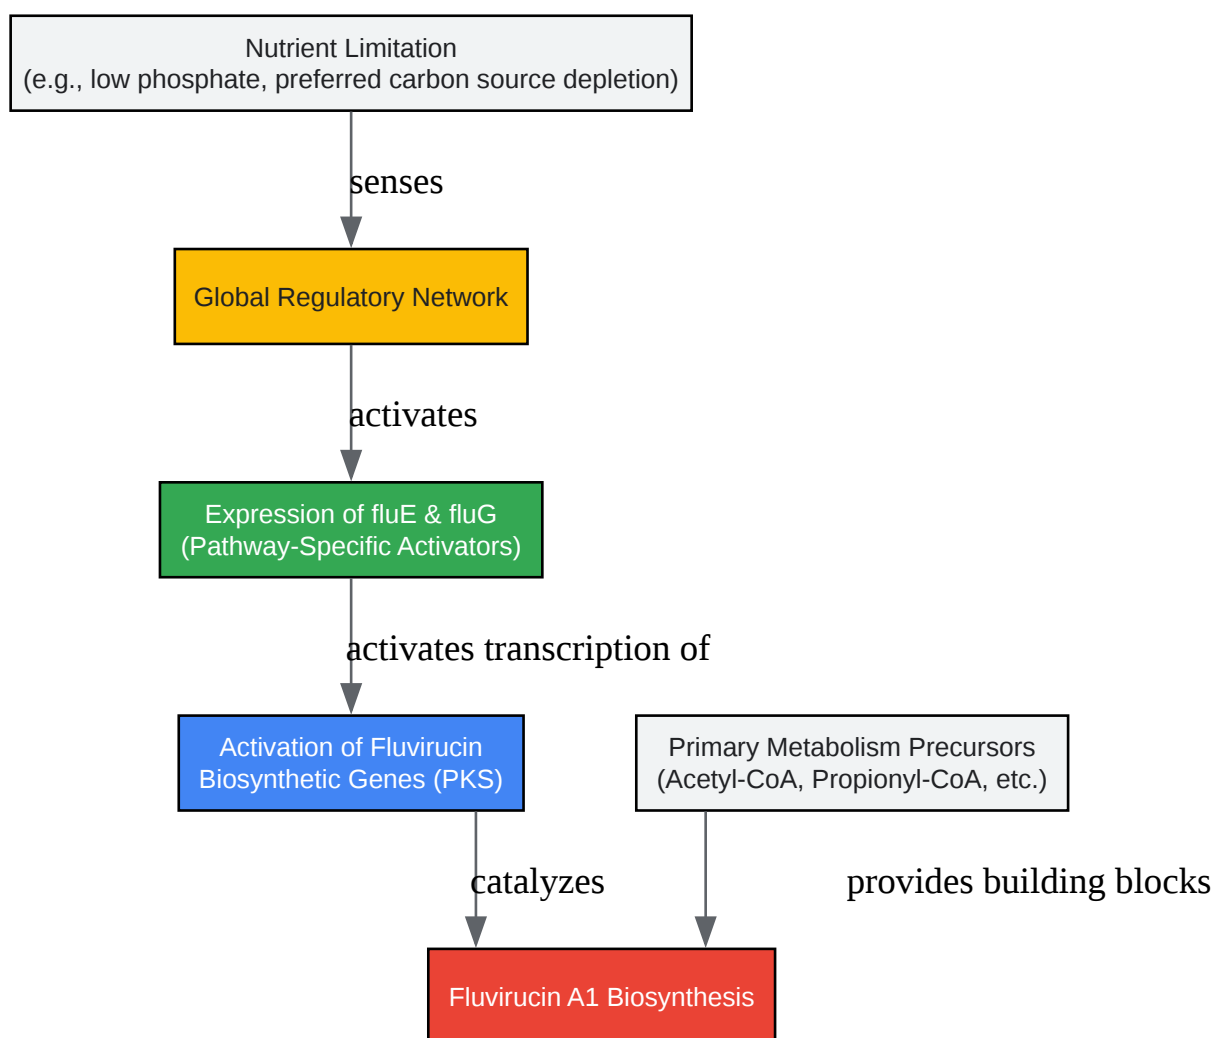 Nutrient Limitation
(e.g., low phosphate, preferred carbon source depletion)
senses
Global Regulatory Network
activates
Expression of fluE & fluG
(Pathway-Specific Activators)
activates transcription of
Activation of Fluvirucin
Biosynthetic Genes (PKS)
Primary Metabolism Precursors
(Acetyl-CoA, Propionyl-CoA, etc.)
catalyzes
provides building blocks
Fluvirucin A1 Biosynthesis